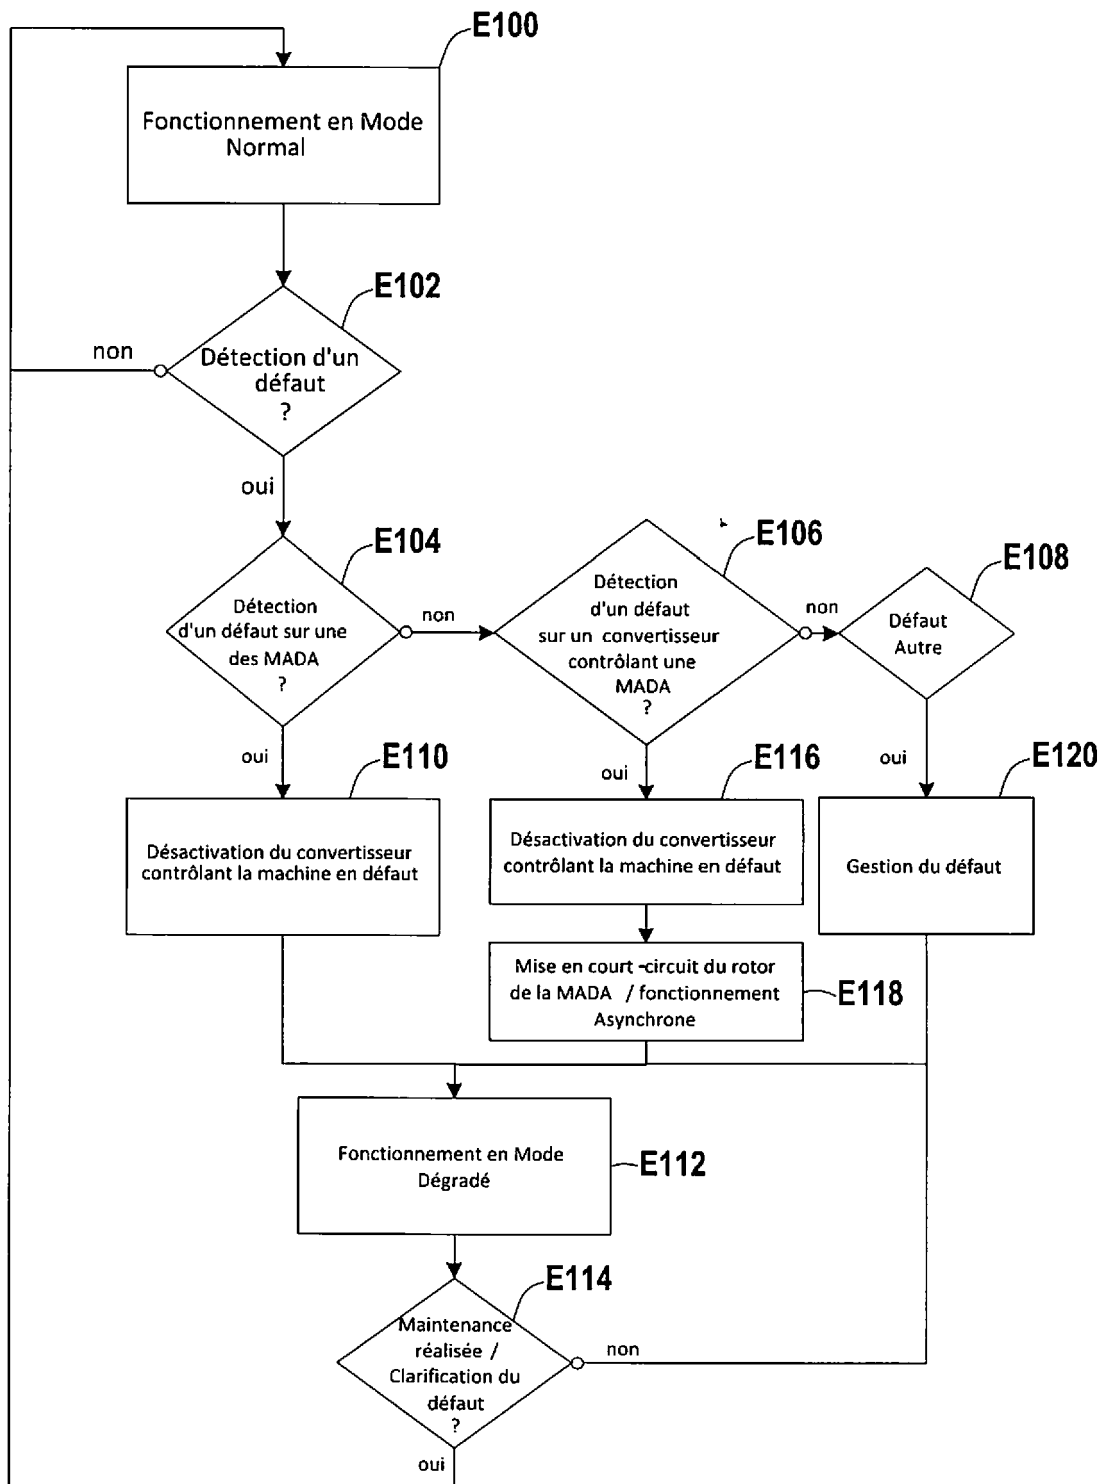 E100
Fonctionnement en Mode
Normal
E102
non
Détection d'un
défaut
?
oui
E104
Détection
d'un défaut sur une
des MADA
?
non
E106
Détection
d'un défaut
sur un convertisseur
contrôlant une
MADA
?
non
E108
Défaut
Autre
oui
E110
Désactivation du convertisseur
contrôlant la machine en défaut
oui
E116
Désactivation du convertisseur
contrôlant la machine en défaut
oui
E120
Gestion du défaut
Mise en court-circuit du rotor
de la MADA / fonctionnement
Asynchrone
E118
Fonctionnement en Mode
Dégradé
E112
E114
Maintenance
réalisée /
Clarification du
défaut
?
non
oui